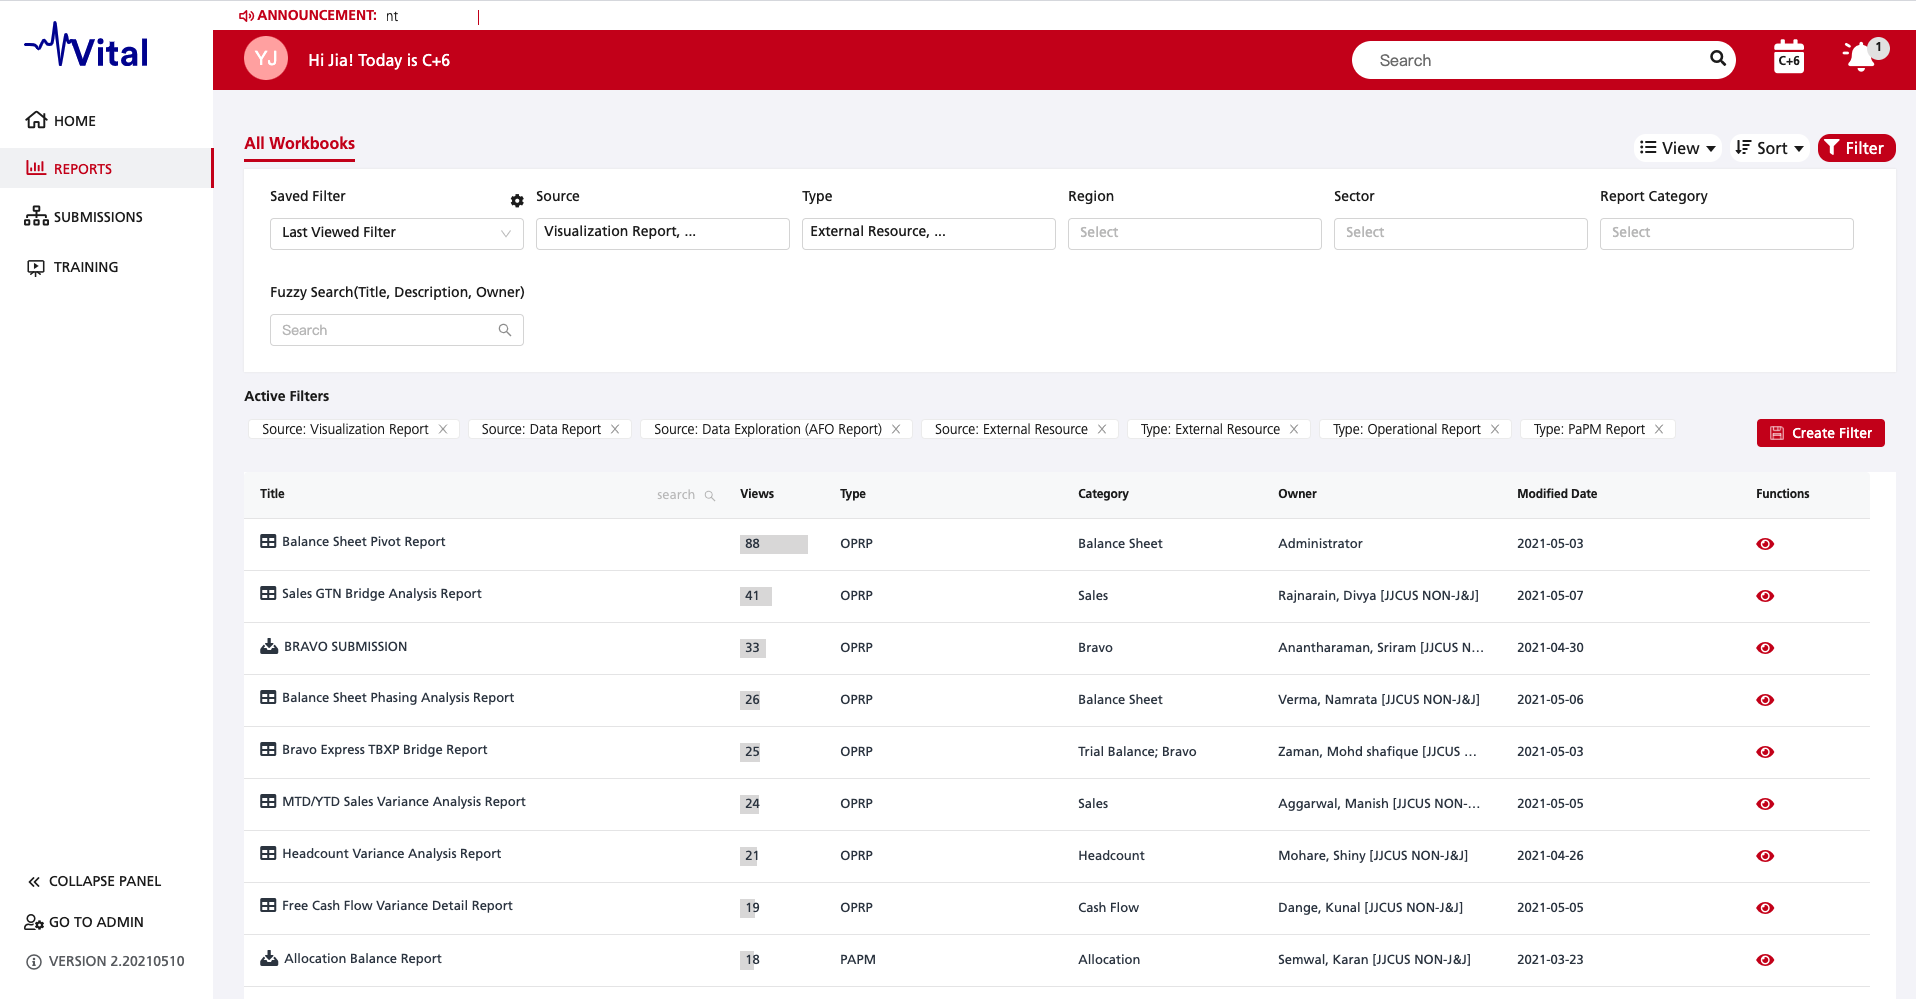 ANNOUNCEMENT: nt
Vital
YJ
Hi Jia! Today is C+6
Search
C+6
1
HOME
REPORTS
SUBMISSIONS
TRAINING
COLLAPSE PANEL
GO TO ADMIN
VERSION 2.20210510
All Workbooks
View
Sort
Filter
Saved Filter
Source
Type
Region
Sector
Report Category
Last Viewed Filter
Visualization Report, ...
External Resource, ...
Select
Select
Select
Fuzzy Search(Title, Description, Owner)
Search
Active Filters
Source: Visualization Report
Source: Data Report
Source: Data Exploration (AFO Report)
Source: External Resource
Type: External Resource
Type: Operational Report
Type: PaPM Report
Create Filter
Title search Views Type Category Owner Modified Date Functions
Balance Sheet Pivot Report 88 OPRP Balance Sheet Administrator 2021-05-03
Sales GTN Bridge Analysis Report 41 OPRP Sales Rajnarain, Divya [JJCUS NON-J&J] 2021-05-07
BRAVO SUBMISSION 33 OPRP Bravo Anantharaman, Sriram [JJCUS N... 2021-04-30
Balance Sheet Phasing Analysis Report 26 OPRP Balance Sheet Verma, Namrata [JJCUS NON-J&J] 2021-05-06
Bravo Express TBXP Bridge Report 25 OPRP Trial Balance; Bravo Zaman, Mohd shafique [JJCUS ... 2021-05-03
MTD/YTD Sales Variance Analysis Report 24 OPRP Sales Aggarwal, Manish [JJCUS NON-... 2021-05-05
Headcount Variance Analysis Report 21 OPRP Headcount Mohare, Shiny [JJCUS NON-J&J] 2021-04-26
Free Cash Flow Variance Detail Report 19 OPRP Cash Flow Dange, Kunal [JJCUS NON-J&J] 2021-05-05
Allocation Balance Report 18 PAPM Allocation Semwal, Karan [JJCUS NON-J&J] 2021-03-23